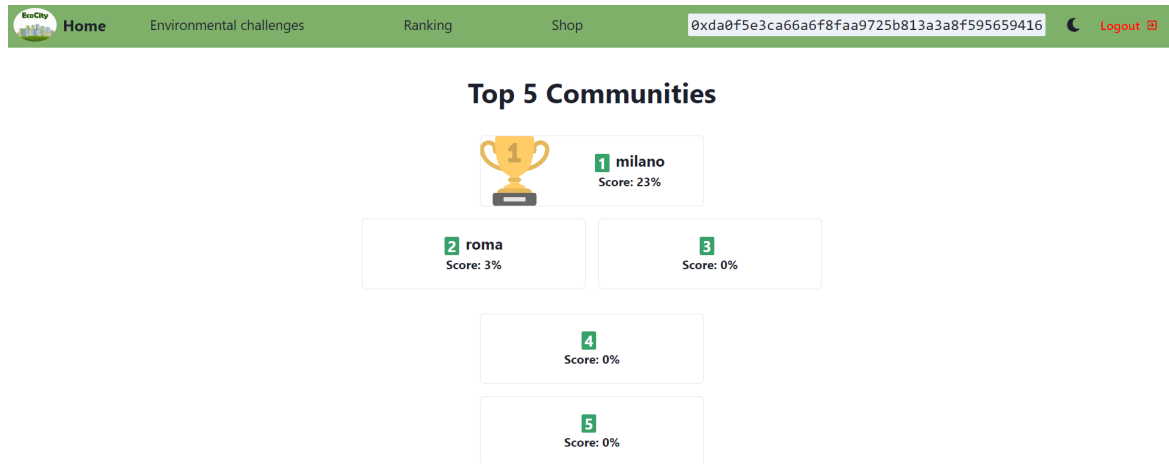 EcoCity
Home Environmental challenges Ranking Shop 0xda0f5e3ca66a6f8faa9725b813a3a8f595659416 Logout
Top 5 Communities
1
1 milano
Score: 23%
2 roma
Score: 3%
3
Score: 0%
4
Score: 0%
5
Score: 0%